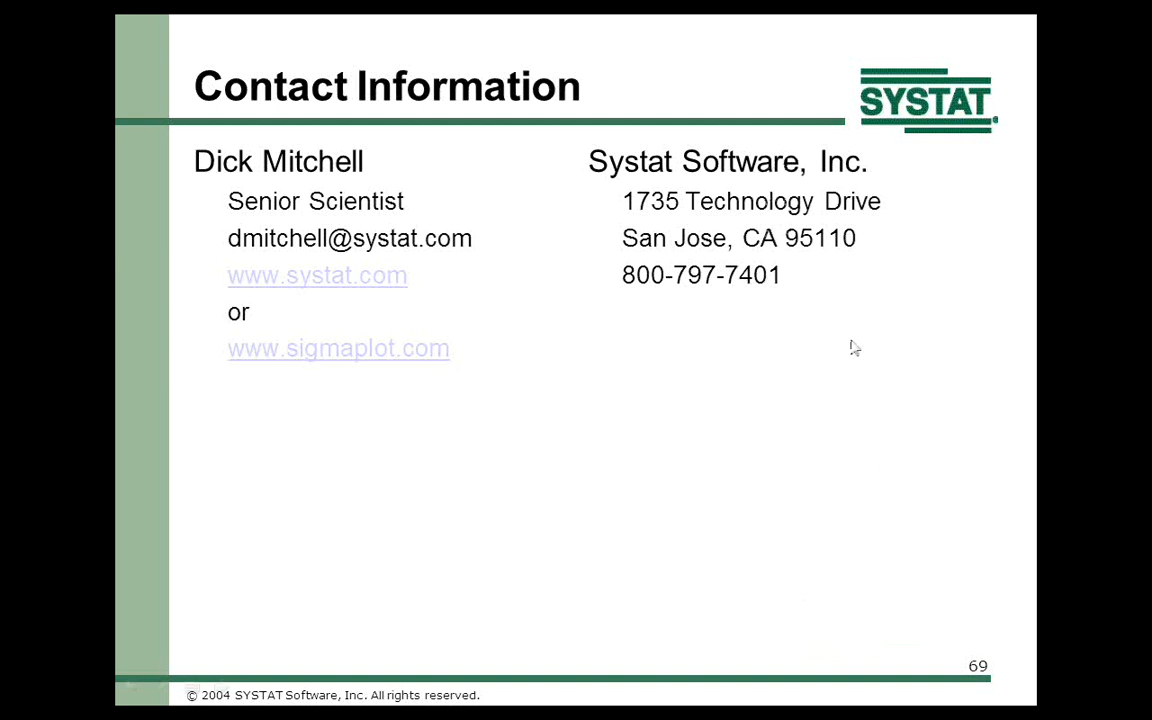 Contact Information
SYSTAT®
Dick Mitchell
Senior Scientist
dmitchell@systat.com
www.systat.com
or
www.sigmaplot.com
Systat Software, Inc.
1735 Technology Drive
San Jose, CA 95110
800-797-7401
69
© 2004 SYSTAT Software, Inc. All rights reserved.